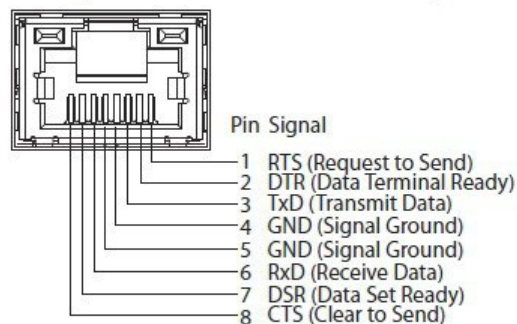 Pin Signal
1 RTS (Request to Send)
2 DTR (Data Terminal Ready)
3 TxD (Transmit Data)
4 GND (Signal Ground)
5 GND (Signal Ground)
6 RxD (Receive Data)
7 DSR (Data Set Ready)
8 CTS (Clear to Send)